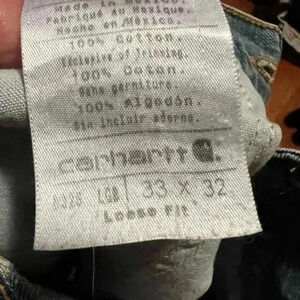 Made in Mexico.
Fabriqué au Mexique.
Hecho en México.
100% Cotton.
Exclusive of Trimming.
100% Coton.
Sans garniture.
100% Algodón.
Sin incluir adorno.
carhartt
LGB 33 x 32
Loose Fit